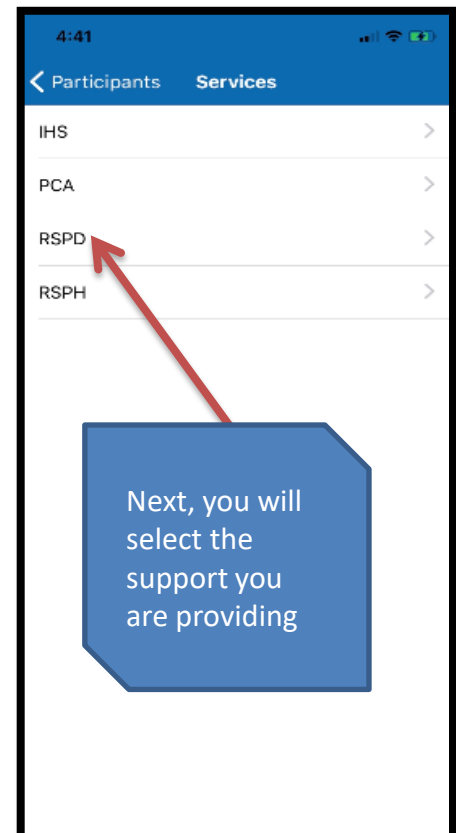 4:41
Participants Services
IHS
PCA
RSPD
RSPH
Next, you will
select the
support you
are providing